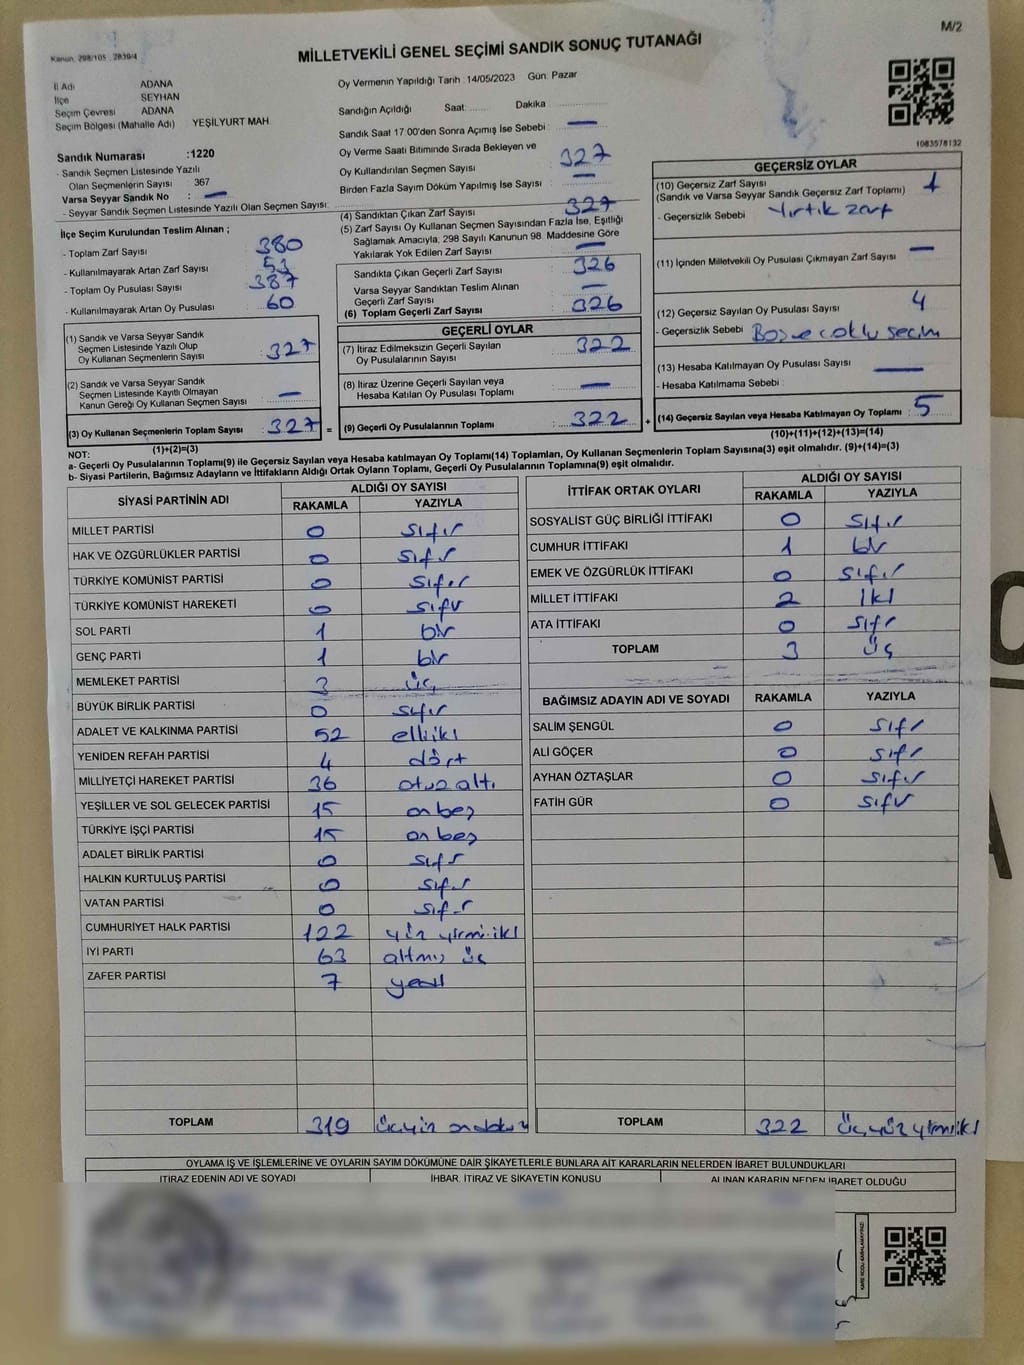 M/2
Kanun: 298/105 2839/4
MİLLETVEKİLİ GENEL SEÇİMİ SANDIK SONUÇ TUTANAĞI
İl Adı ADANA
İlçe SEYHAN
Seçim Çevresi ADANA
Seçim Bölgesi (Mahalle Adı) YEŞİLYURT MAH.
Sandık Numarası :1220
- Sandık Seçmen Listesinde Yazılı
Olan Seçmenlerin Sayısı 367
Varsa Seyyar Sandık No : —
- Seyyar Sandık Seçmen Listesinde Yazılı Olan Seçmen Sayısı:
İlçe Seçim Kurulundan Teslim Alınan ;
- Toplam Zarf Sayısı 380
- Kullanılmayarak Artan Zarf Sayısı 53
- Toplam Oy Pusulası Sayısı 387
- Kullanılmayarak Artan Oy Pusulası 60
(1) Sandık ve Varsa Seyyar Sandık
Seçmen Listesinde Yazılı Olup
Oy Kullanan Seçmenlerin Sayısı : 327
(2) Sandık ve Varsa Seyyar Sandık
Seçmen Listesinde Kayıtlı Olmayan
Kanun Gereği Oy Kullanan Seçmen Sayısı : —
(3) Oy Kullanan Seçmenlerin Toplam Sayısı : 327 =
(1)+(2)=(3)
Oy Vermenin Yapıldığı Tarih :14/05/2023 Gün: Pazar
Sandığın Açıldığı Saat: Dakika
Sandık Saat 17:00'den Sonra Açımış İse Sebebi : —
Oy Verme Saati Bitiminde Sırada Bekleyen ve
Oy Kullandırılan Seçmen Sayısı 327
Birden Fazla Sayım Döküm Yapılmış İse Sayısı : —
(4) Sandıktan Çıkan Zarf Sayısı 327
(5) Zarf Sayısı Oy Kullanan Seçmen Sayısından Fazla İse, Eşitliği
Sağlamak Amacıyla, 298 Sayılı Kanunun 98. Maddesine Göre
Yakılarak Yok Edilen Zarf Sayısı : —
Sandıkta Çıkan Geçerli Zarf Sayısı : 326
Varsa Seyyar Sandıktan Teslim Alınan
Geçerli Zarf Sayısı : —
(6) Toplam Geçerli Zarf Sayısı : 326
GEÇERLİ OYLAR
(7) İtiraz Edilmeksizin Geçerli Sayılan
Oy Pusulalarının Sayısı : 322
(8) İtiraz Üzerine Geçerli Sayılan veya
Hesaba Katılan Oy Pusulası Toplamı : —
(9) Geçerli Oy Pusulalarının Toplamı : 322 +
1083578132
GEÇERSİZ OYLAR
(10) Geçersiz Zarf Sayısı
(Sandık ve Varsa Seyyar Sandık Geçersiz Zarf Toplamı) : 1
- Geçersizlik Sebebi Yırtık zarf
(11) İçinden Milletvekili Oy Pusulası Çıkmayan Zarf Sayısı : —
(12) Geçersiz Sayılan Oy Pusulası Sayısı 4
- Geçersizlik Sebebi Boş ve çoklu seçim
(13) Hesaba Katılmayan Oy Pusulası Sayısı —
- Hesaba Katılmama Sebebi :
(14) Geçersiz Sayılan veya Hesaba Katılmayan Oy Toplamı : 5
(10)+(11)+(12)+(13)=(14)
NOT:
a- Geçerli Oy Pusulalarının Toplamı(9) ile Geçersiz Sayılan veya Hesaba katılmayan Oy Toplamı(14) Toplamları, Oy Kullanan Seçmenlerin Toplam Sayısına(3) eşit olmalıdır. (9)+(14)=(3)
b- Siyasi Partilerin, Bağımsız Adayların ve İttifakların Aldığı Ortak Oyların Toplamı, Geçerli Oy Pusulalarının Toplamına(9) eşit olmalıdır.
SİYASİ PARTİNİN ADI ALDIĞI OY SAYISI
RAKAMLA YAZIYLA
MİLLET PARTİSİ 0 sıfır
HAK VE ÖZGÜRLÜKLER PARTİSİ 0 sıfır
TÜRKİYE KOMÜNİST PARTİSİ 0 sıfır
TÜRKİYE KOMÜNİST HAREKETİ 0 sıfır
SOL PARTİ 1 bir
GENÇ PARTİ 1 bir
MEMLEKET PARTİSİ 3 üç
BÜYÜK BİRLİK PARTİSİ 0 sıfır
ADALET VE KALKINMA PARTİSİ 52 elliiki
YENİDEN REFAH PARTİSİ 4 dört
MİLLİYETÇİ HAREKET PARTİSİ 36 otuz altı
YEŞİLLER VE SOL GELECEK PARTİSİ 15 on beş
TÜRKİYE İŞÇİ PARTİSİ 15 on beş
ADALET BİRLİK PARTİSİ 0 sıfır
HALKIN KURTULUŞ PARTİSİ 0 sıfır
VATAN PARTİSİ 0 sıfır
CUMHURİYET HALK PARTİSİ 122 yüz yirmi iki
İYİ PARTİ 63 altmış üç
ZAFER PARTİSİ 7 yedi
TOPLAM 319 üçyüz ondokuz
İTTİFAK ORTAK OYLARI ALDIĞI OY SAYISI
RAKAMLA YAZIYLA
SOSYALİST GÜÇ BİRLİĞİ İTTİFAKI 0 sıfır
CUMHUR İTTİFAKI 1 bir
EMEK VE ÖZGÜRLÜK İTTİFAKI 0 sıfır
MİLLET İTTİFAKI 2 iki
ATA İTTİFAKI 0 sıfır
TOPLAM 3 üç
BAĞIMSIZ ADAYIN ADI VE SOYADI RAKAMLA YAZIYLA
SALİM ŞENGÜL 0 sıfır
ALİ GÖÇER 0 sıfır
AYHAN ÖZTAŞLAR 0 sıfır
FATİH GÜR 0 sıfır
TOPLAM 322 Üçyüz yirmiiki
OYLAMA İŞ VE İŞLEMLERİNE VE OYLARIN SAYIM DÖKÜMÜNE DAİR ŞİKAYETLERLE BUNLARA AİT KARARLARIN NELERDEN İBARET BULUNDUKLARI
İTİRAZ EDENİN ADI VE SOYADI İHBAR, İTİRAZ VE ŞİKAYETİN KONUSU ALINAN KARARIN NEDEN İBARET OLDUĞU